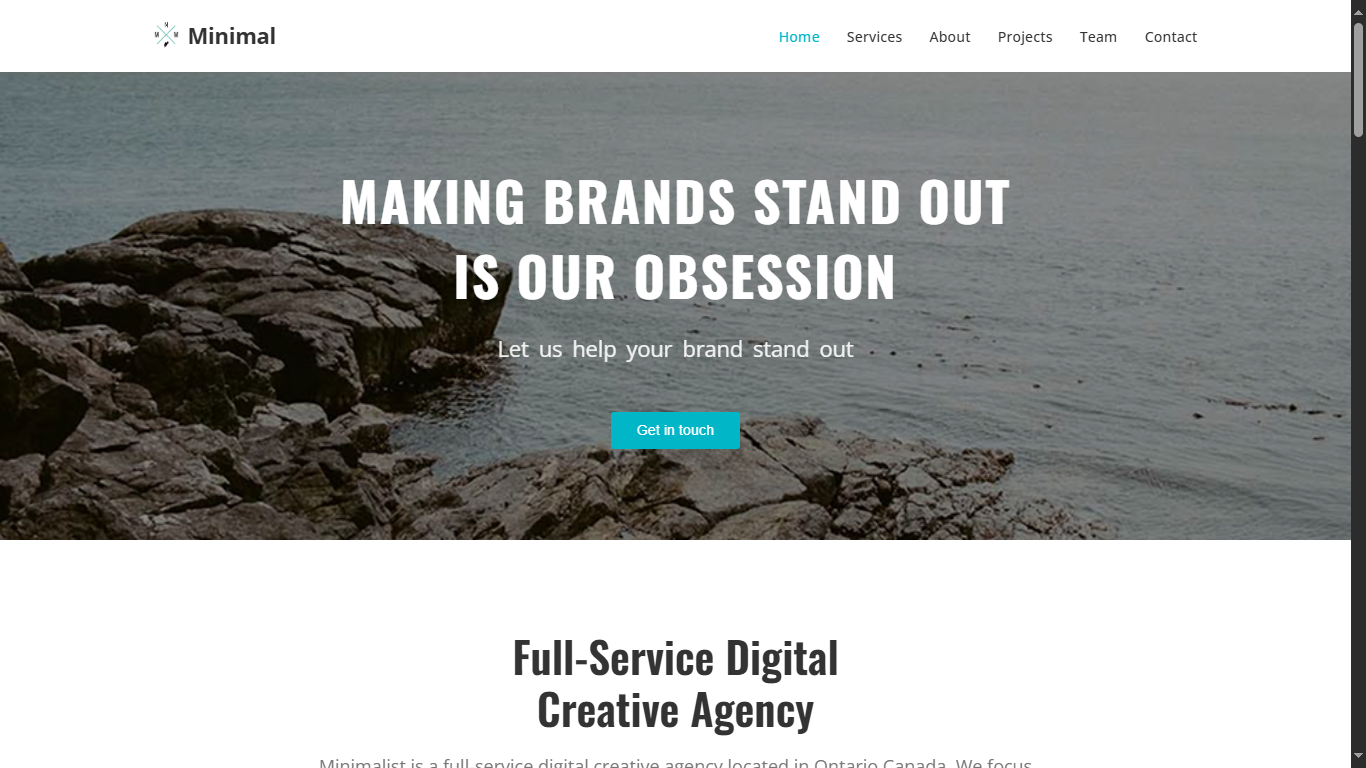 Minimal
Home Services About Projects Team Contact
MAKING BRANDS STAND OUT
IS OUR OBSESSION
Let us help your brand stand out
Get in touch
Full-Service Digital
Creative Agency
Minimalist is a full-service digital creative agency located in Ontario Canada. We focus